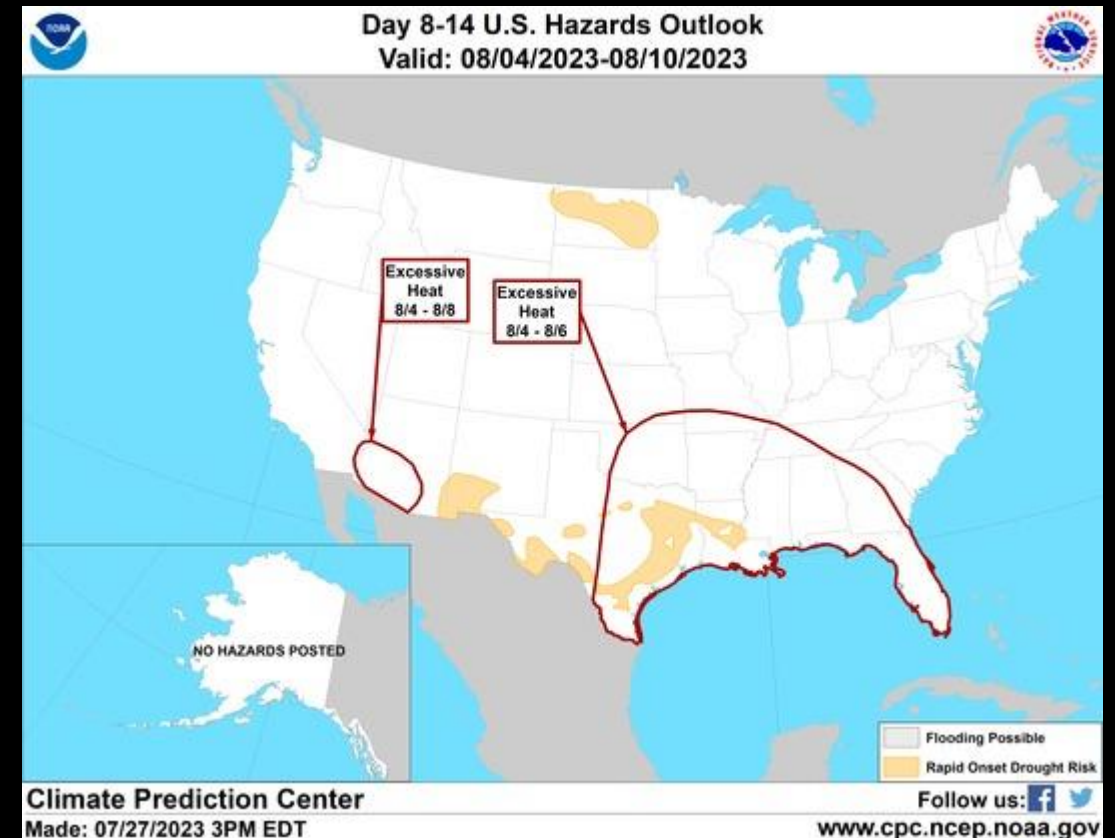 NOAA
Day 8-14 U.S. Hazards Outlook
Valid: 08/04/2023-08/10/2023
Excessive
Heat
8/4 - 8/8
Excessive
Heat
8/4 - 8/6
NO HAZARDS POSTED
Flooding Possible
Rapid Onset Drought Risk
Climate Prediction Center
Follow us:
Made: 07/27/2023 3PM EDT
www.cpc.ncep.noaa.gov